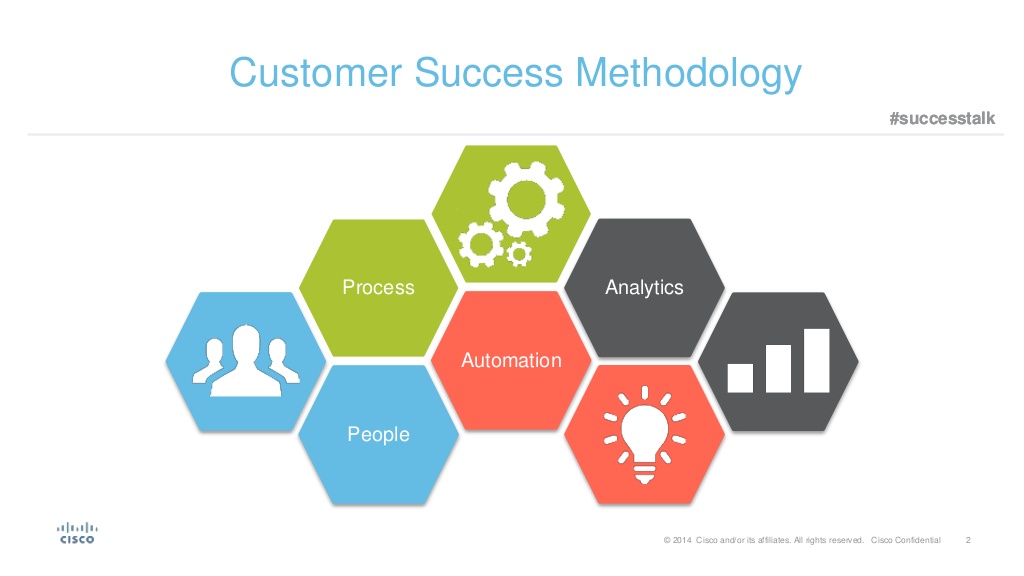 Customer Success Methodology
#successtalk
Process
Analytics
Automation
People
CISCO
© 2014 Cisco and/or its affiliates. All rights reserved. Cisco Confidential 2